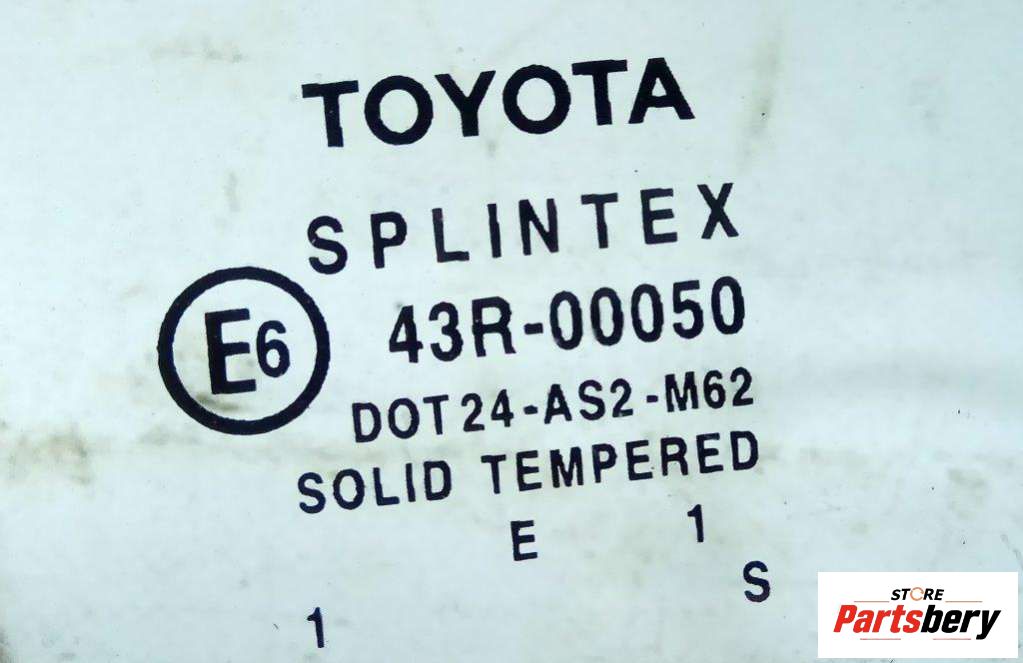 TOYOTA
SPLINTEX
E6
43R-00050
DOT24-AS2-M62
SOLID TEMPERED
E 1
S
1
STORE
Partsbery